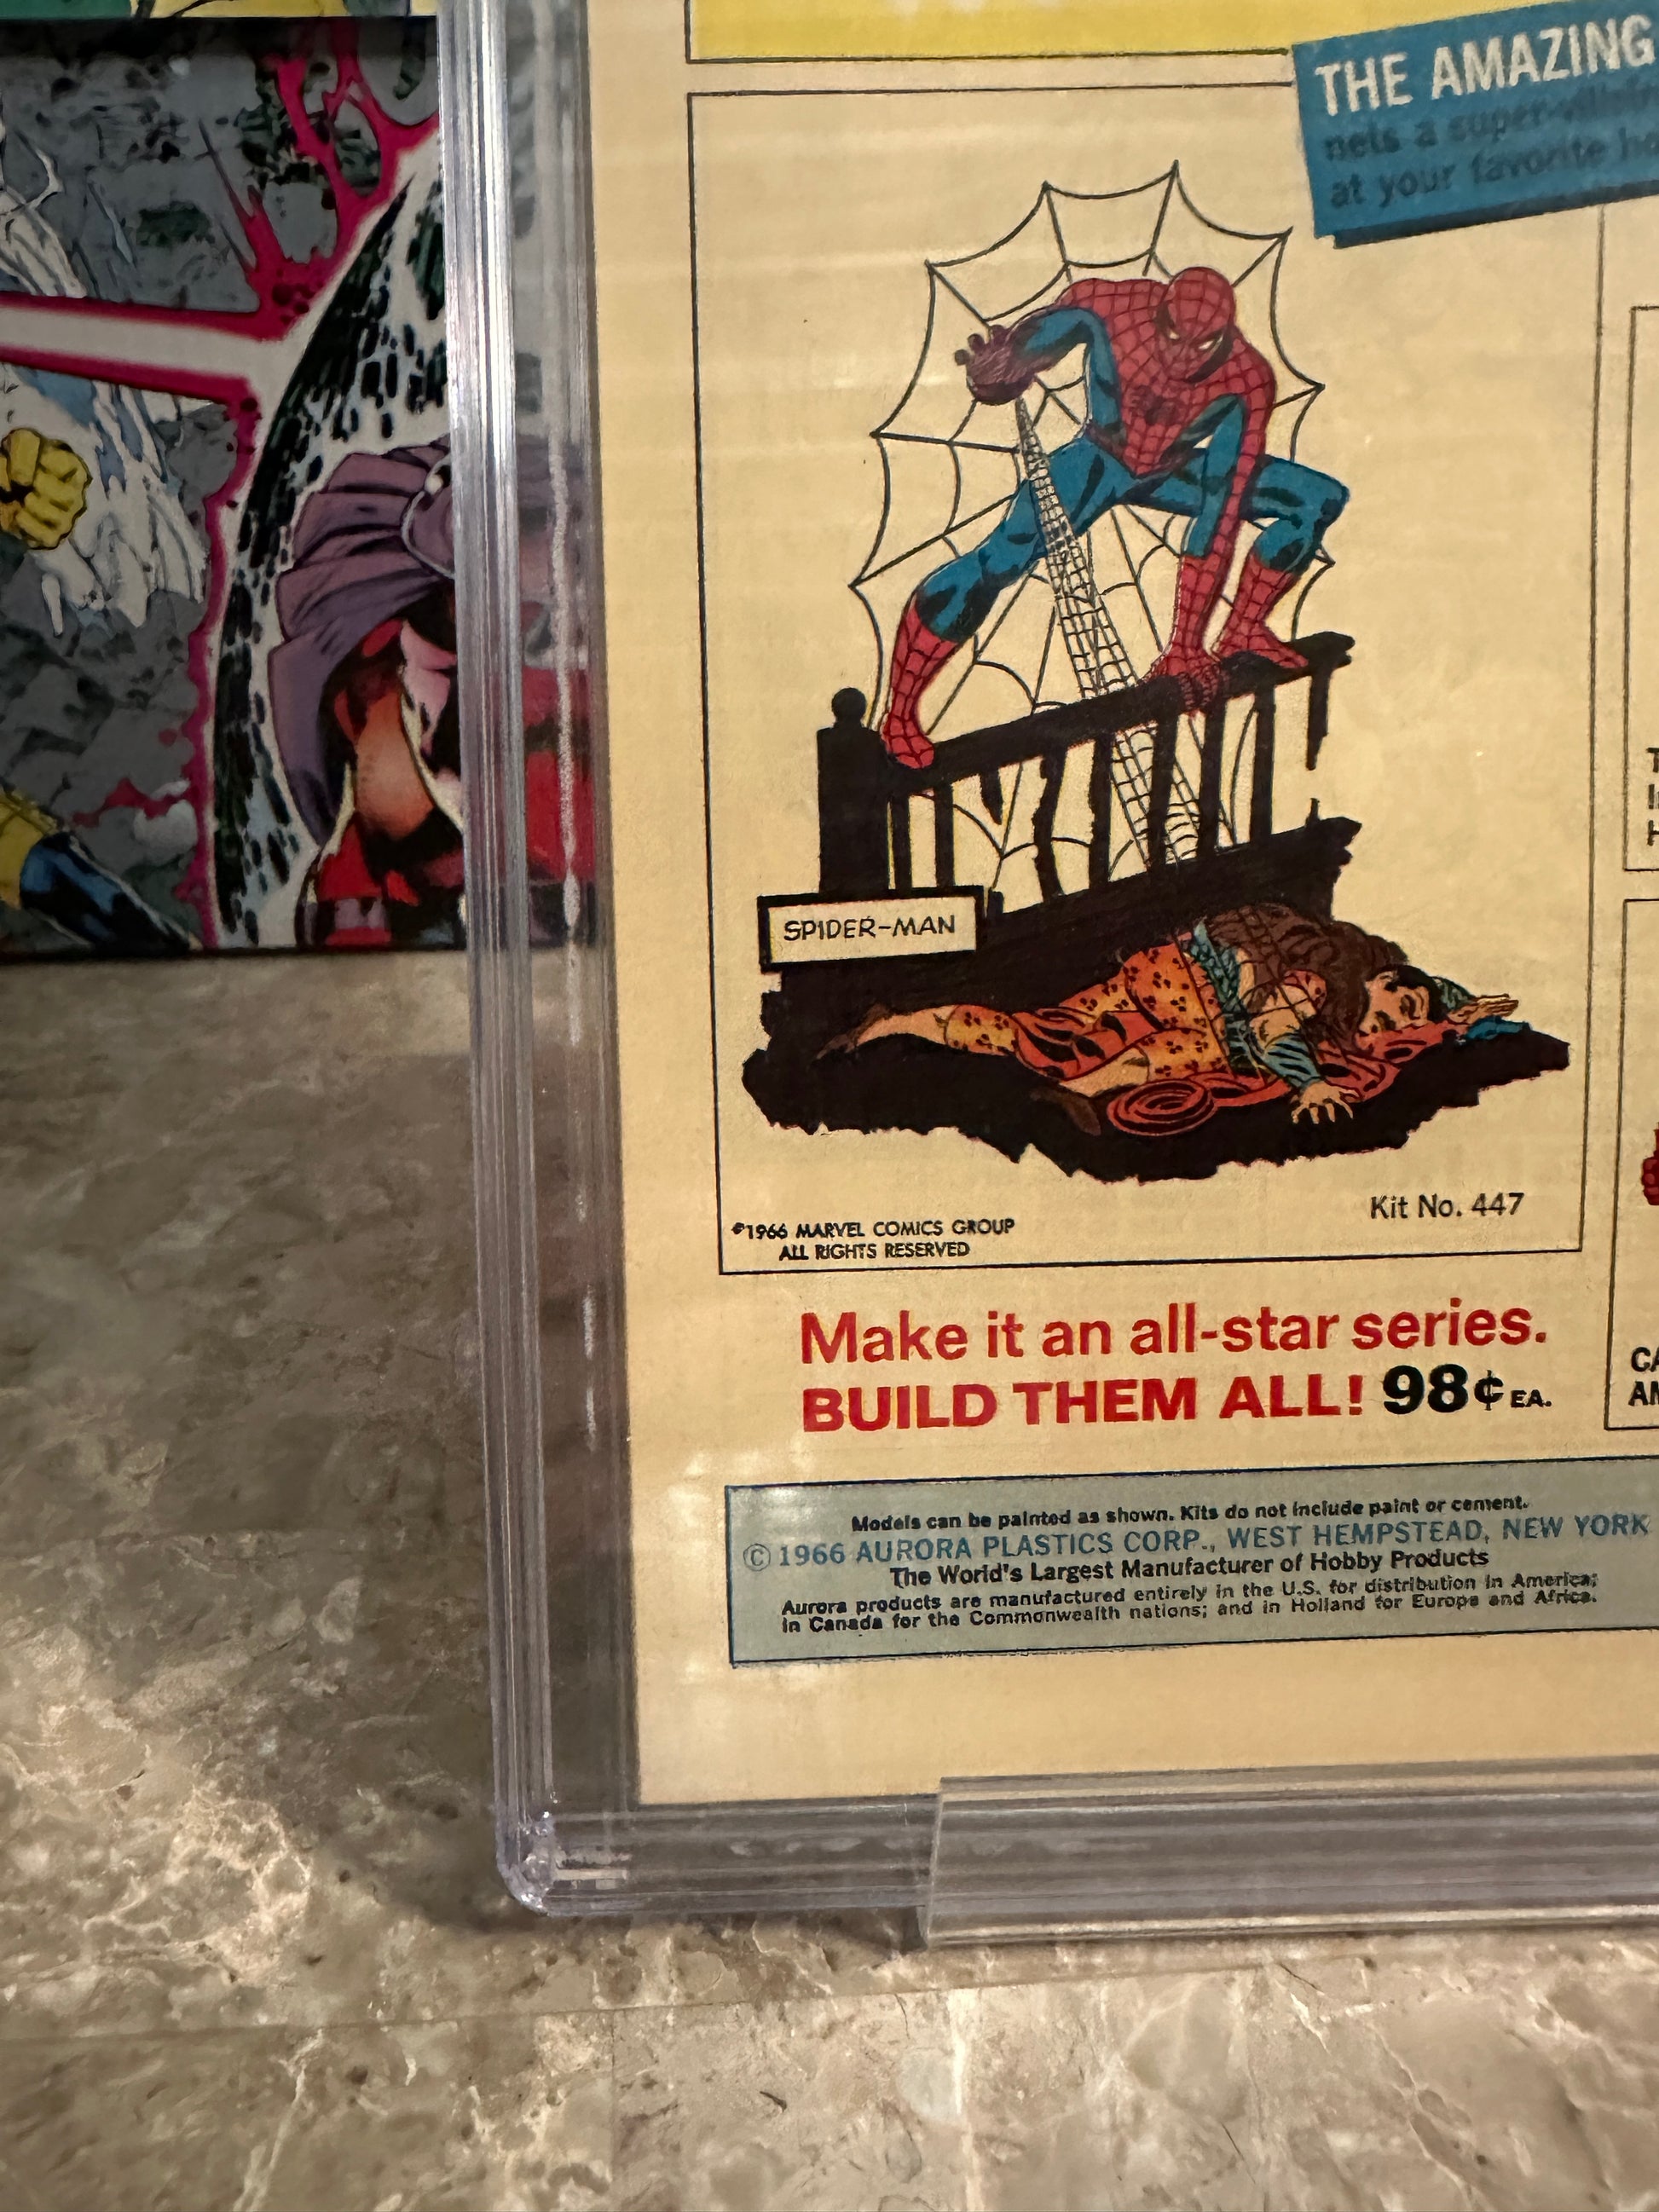 THE AMAZING
nets a
at your favorite
SPIDER-MAN
Kit No. 447
©1966 MARVEL COMICS GROUP
ALL RIGHTS RESERVED
Make it an all-star series.
BUILD THEM ALL! 98¢ EA.
Models can be painted as shown. Kits do not include paint or cement.
© 1966 AURORA PLASTICS CORP., WEST HEMPSTEAD, NEW YORK
The World's Largest Manufacturer of Hobby Products
Aurora products are manufactured entirely in the U.S. for distribution in America;
in Canada for the Commonwealth nations; and in Holland for Europe and Africa.